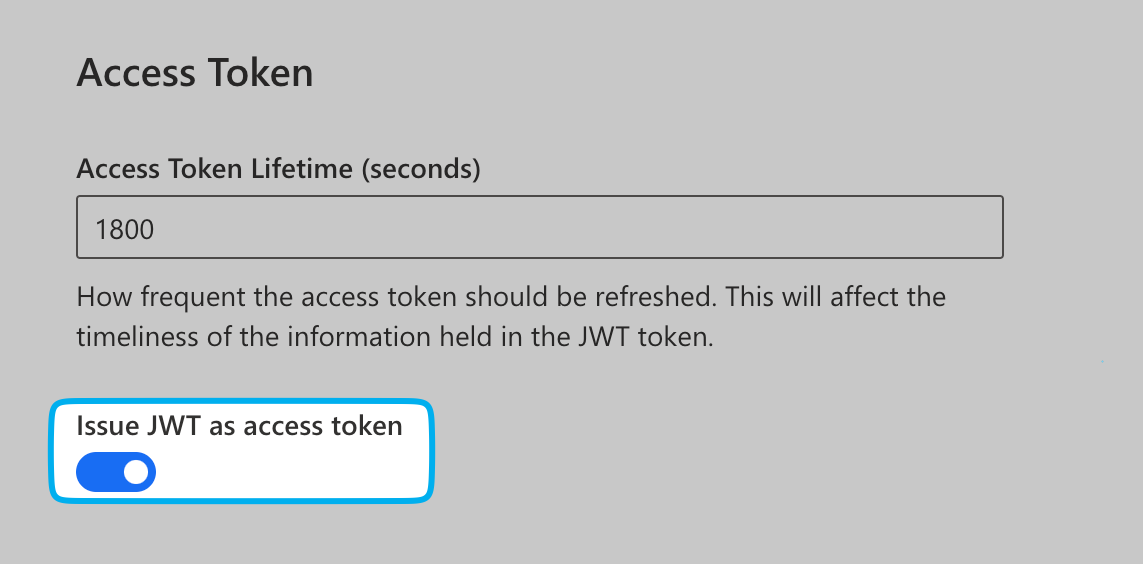 Access Token
Access Token Lifetime (seconds)
1800
How frequent the access token should be refreshed. This will affect the
timeliness of the information held in the JWT token.
Issue JWT as access token